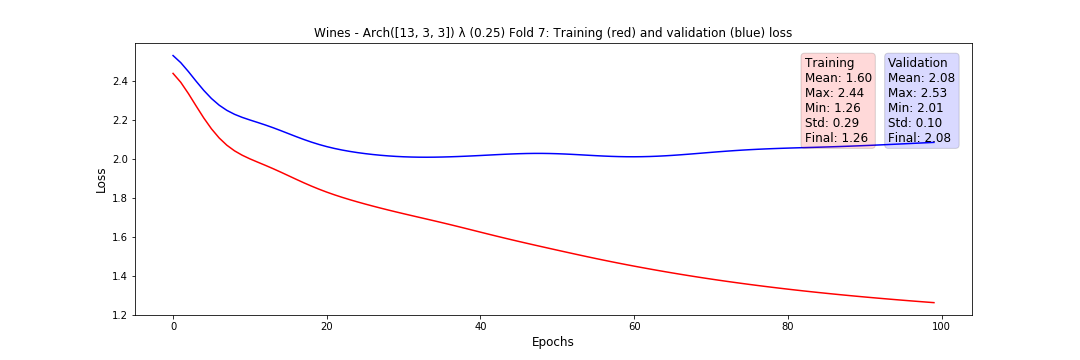 Wines - Arch([13, 3, 3]) λ (0.25) Fold 7: Training (red) and validation (blue) loss
Training
Mean: 1.60
Max: 2.44
Min: 1.26
Std: 0.29
Final: 1.26
Validation
Mean: 2.08
Max: 2.53
Min: 2.01
Std: 0.10
Final: 2.08
Loss
2.4
2.2
2.0
1.8
1.6
1.4
1.2
0
20
40
60
80
100
Epochs